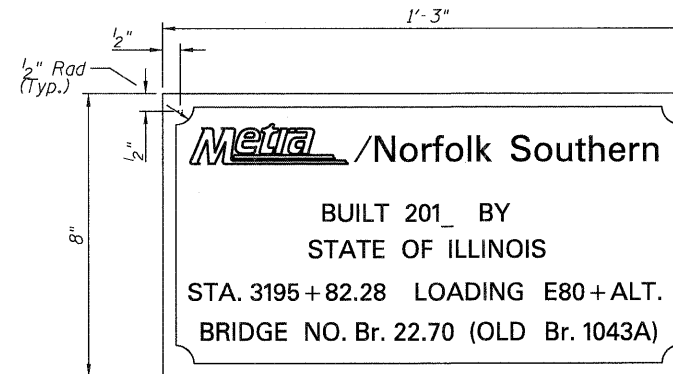 1'-3"
1/2"
1/2" Rad
(Typ.)
1/2"
8"
Metra /Norfolk Southern
BUILT 201_ BY
STATE OF ILLINOIS
STA. 3195+82.28 LOADING E80+ALT.
BRIDGE NO. Br. 22.70 (OLD Br. 1043A)